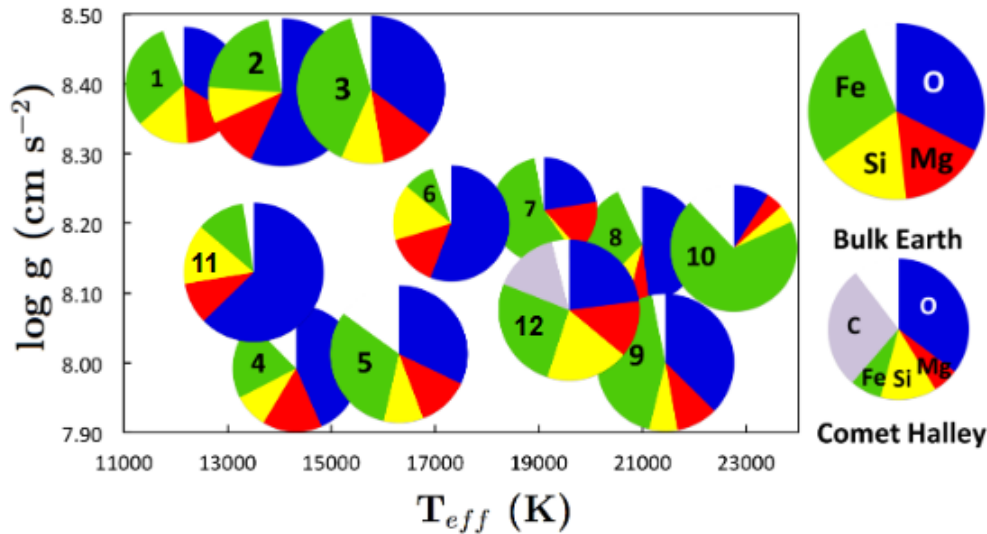 log g (cm s⁻²)
8.50
8.40
8.30
8.20
8.10
8.00
7.90
1
2
3
6
7
8
10
11
12
4
5
9
11000
13000
15000
17000
19000
21000
23000
T_eff (K)
Fe
O
Si
Mg
Bulk Earth
C
O
Fe
Si
Mg
Comet Halley